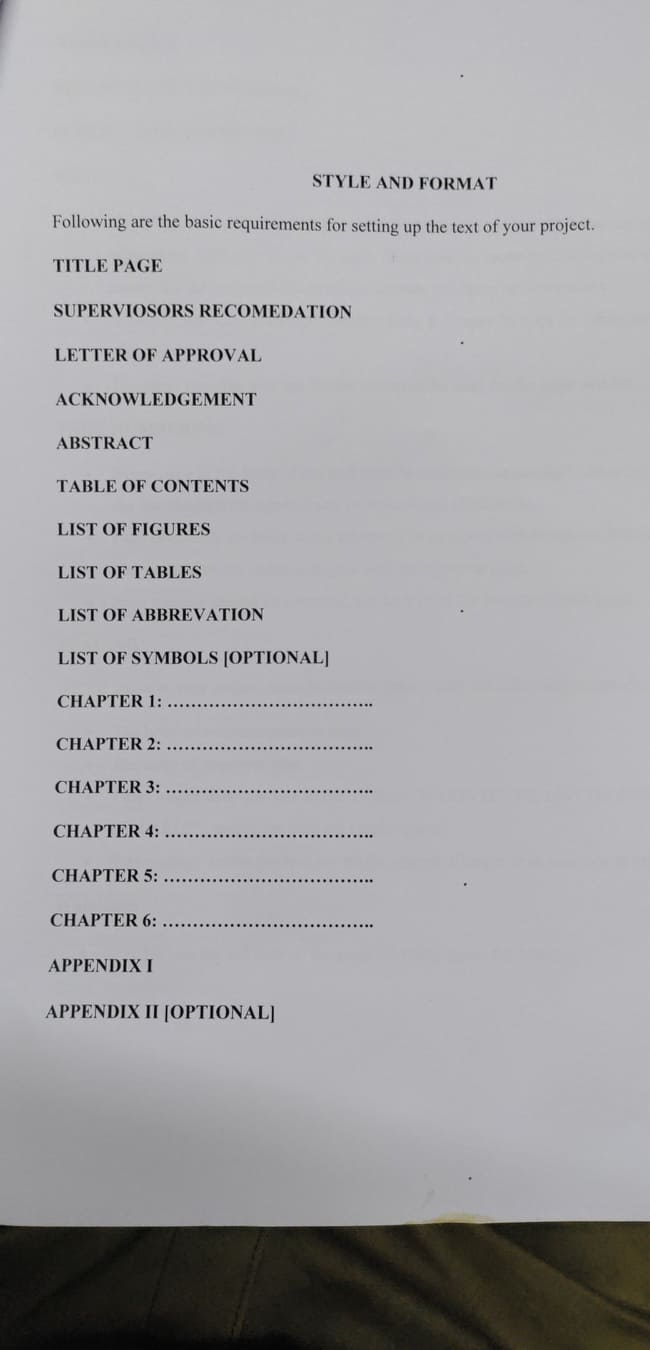 STYLE AND FORMAT
Following are the basic requirements for setting up the text of your project.
TITLE PAGE
SUPERVIOSORS RECOMEDATION
LETTER OF APPROVAL
ACKNOWLEDGEMENT
ABSTRACT
TABLE OF CONTENTS
LIST OF FIGURES
LIST OF TABLES
LIST OF ABBREVATION
LIST OF SYMBOLS [OPTIONAL]
CHAPTER 1: ……………………………..
CHAPTER 2: ……………………………..
CHAPTER 3: ……………………………..
CHAPTER 4: ……………………………..
CHAPTER 5: ……………………………..
CHAPTER 6: ……………………………..
APPENDIX I
APPENDIX II [OPTIONAL]